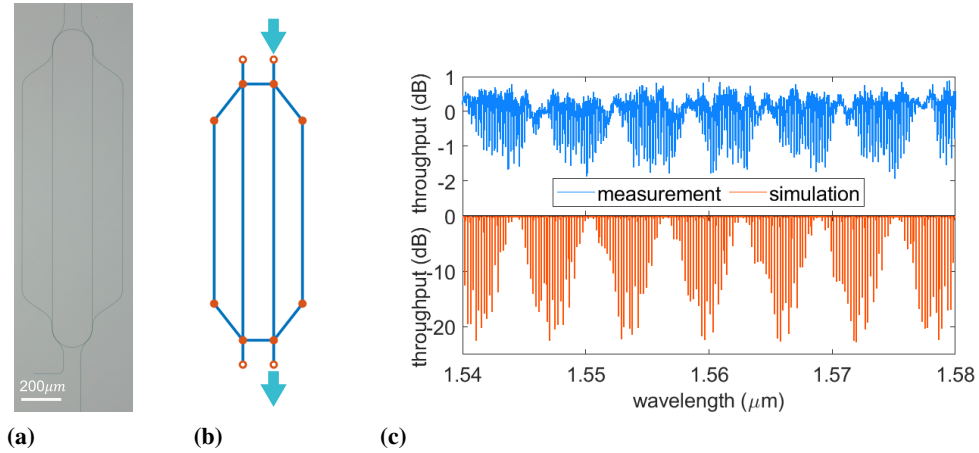 200μm
(a)
(b)
throughput (dB)
1
0
-1
-2
measurement
simulation
throughput (dB)
0
-10
-20
1.54
1.55
1.56
1.57
1.58
wavelength (μm)
(c)